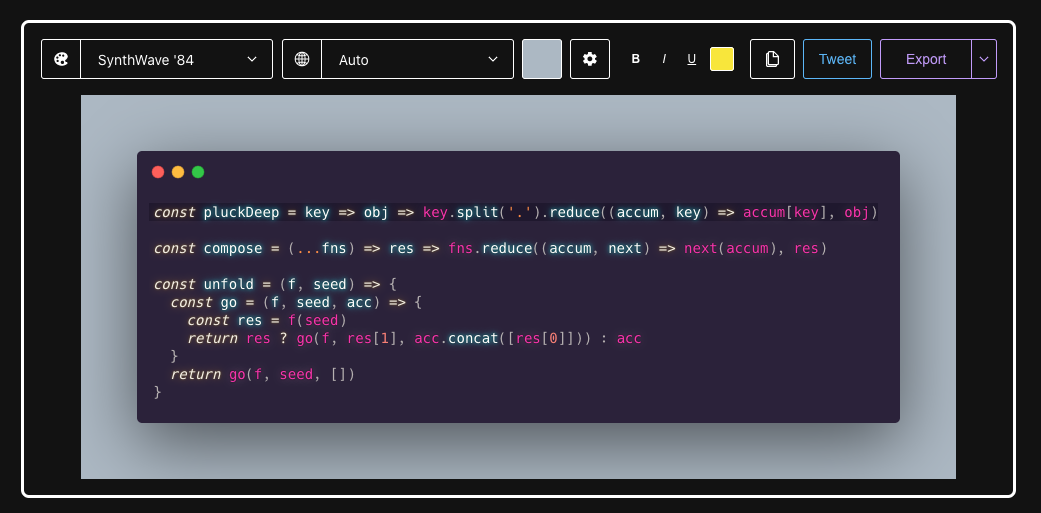 SynthWave '84 Auto B I U Tweet Export
const pluckDeep = key => obj => key.split('.').reduce((accum, key) => accum[key], obj)
const compose = (...fns) => res => fns.reduce((accum, next) => next(accum), res)
const unfold = (f, seed) => {
  const go = (f, seed, acc) => {
    const res = f(seed)
    return res ? go(f, res[1], acc.concat([res[0]])) : acc
  }
  return go(f, seed, [])
}